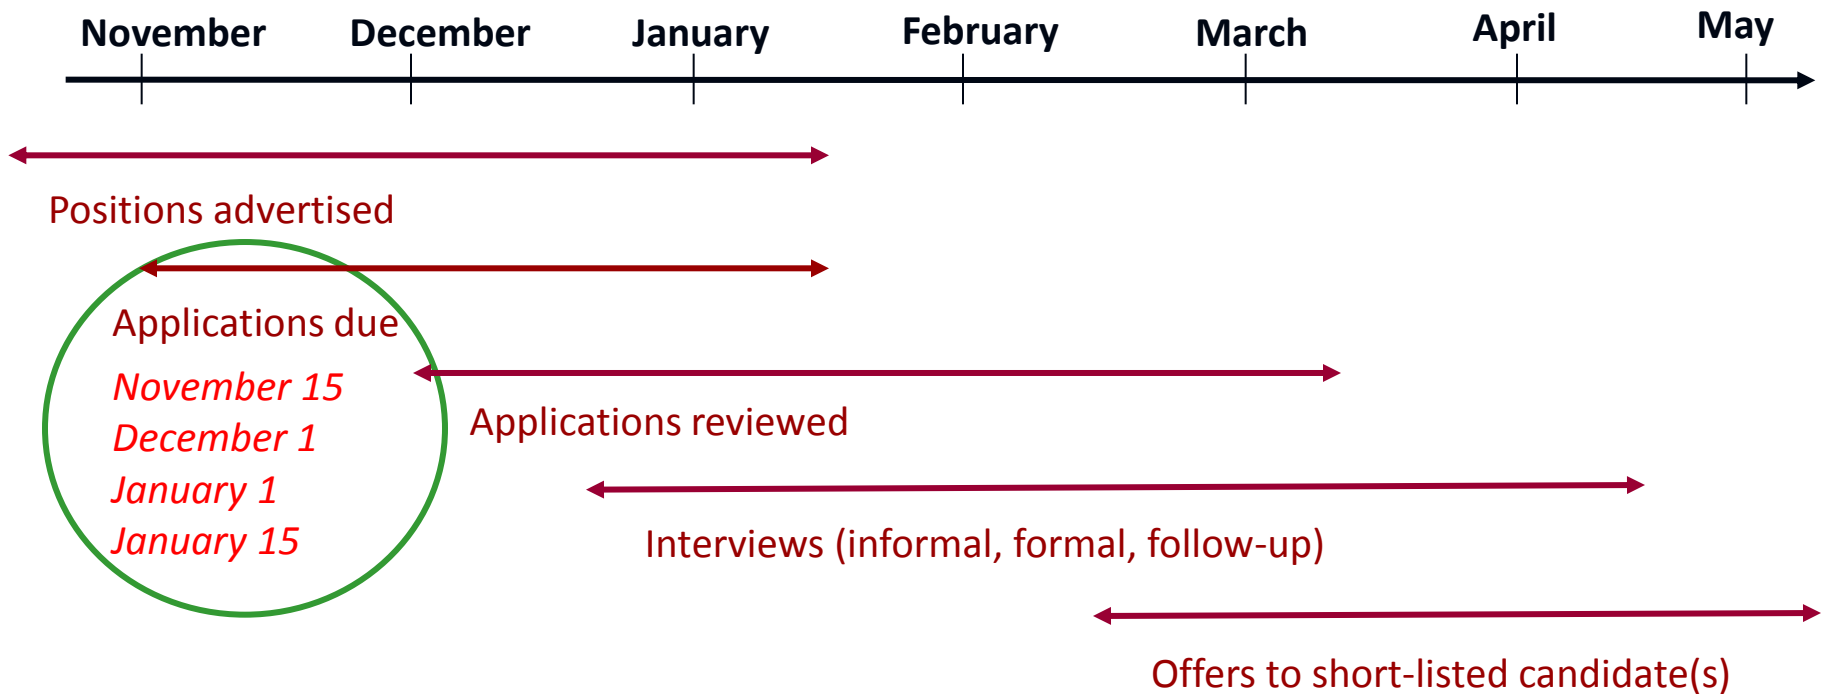 November December January February March April May
Positions advertised
Applications due
November 15
December 1
January 1
January 15
Applications reviewed
Interviews (informal, formal, follow-up)
Offers to short-listed candidate(s)